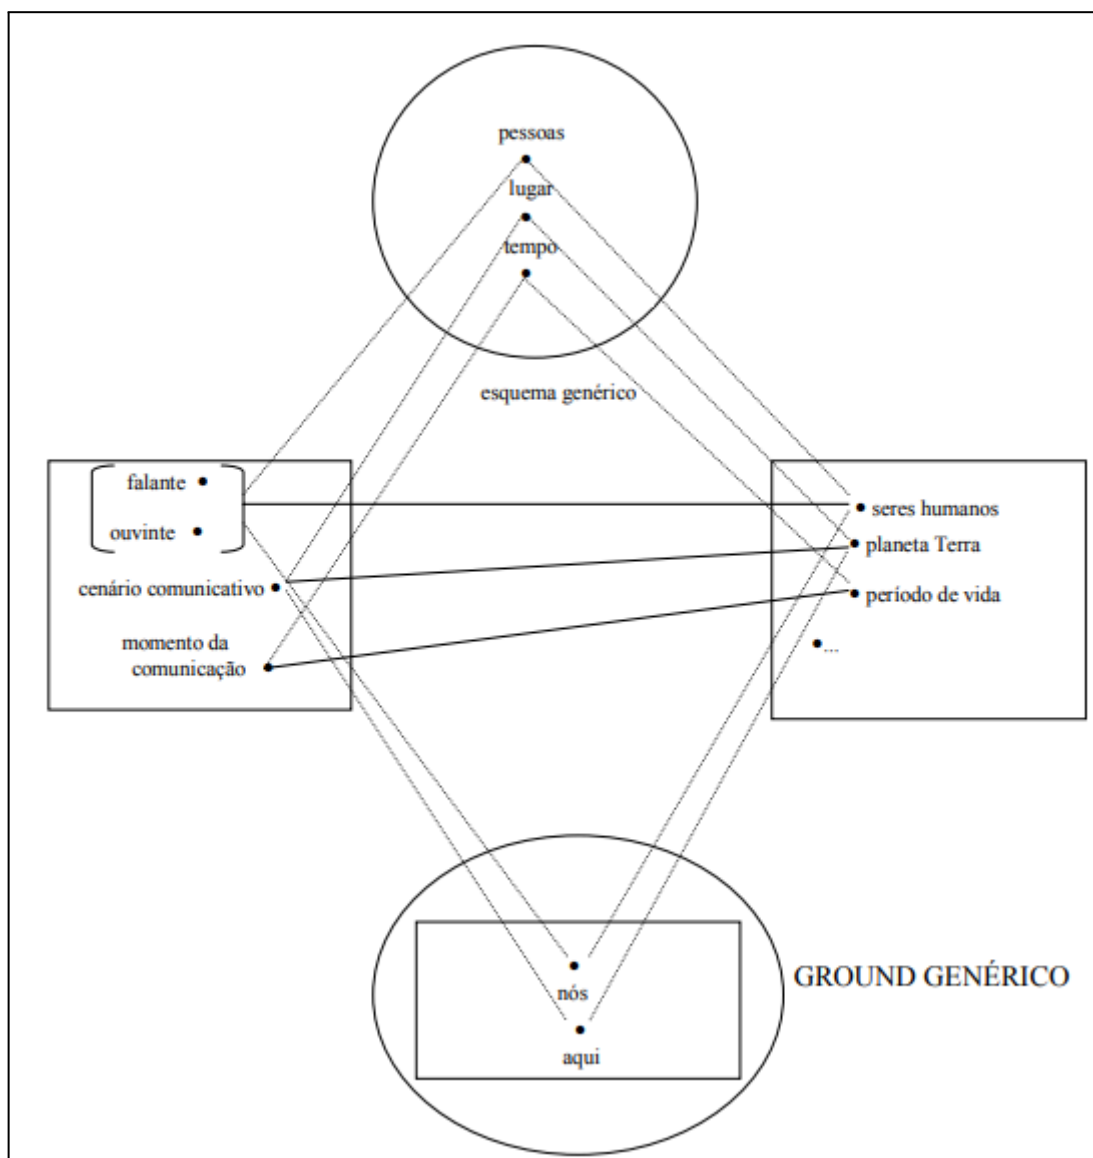 pessoas
lugar
tempo
esquema genérico
falante
ouvinte
cenário comunicativo
momento da
comunicação
seres humanos
planeta Terra
período de vida
...
GROUND GENÉRICO
nós
aqui